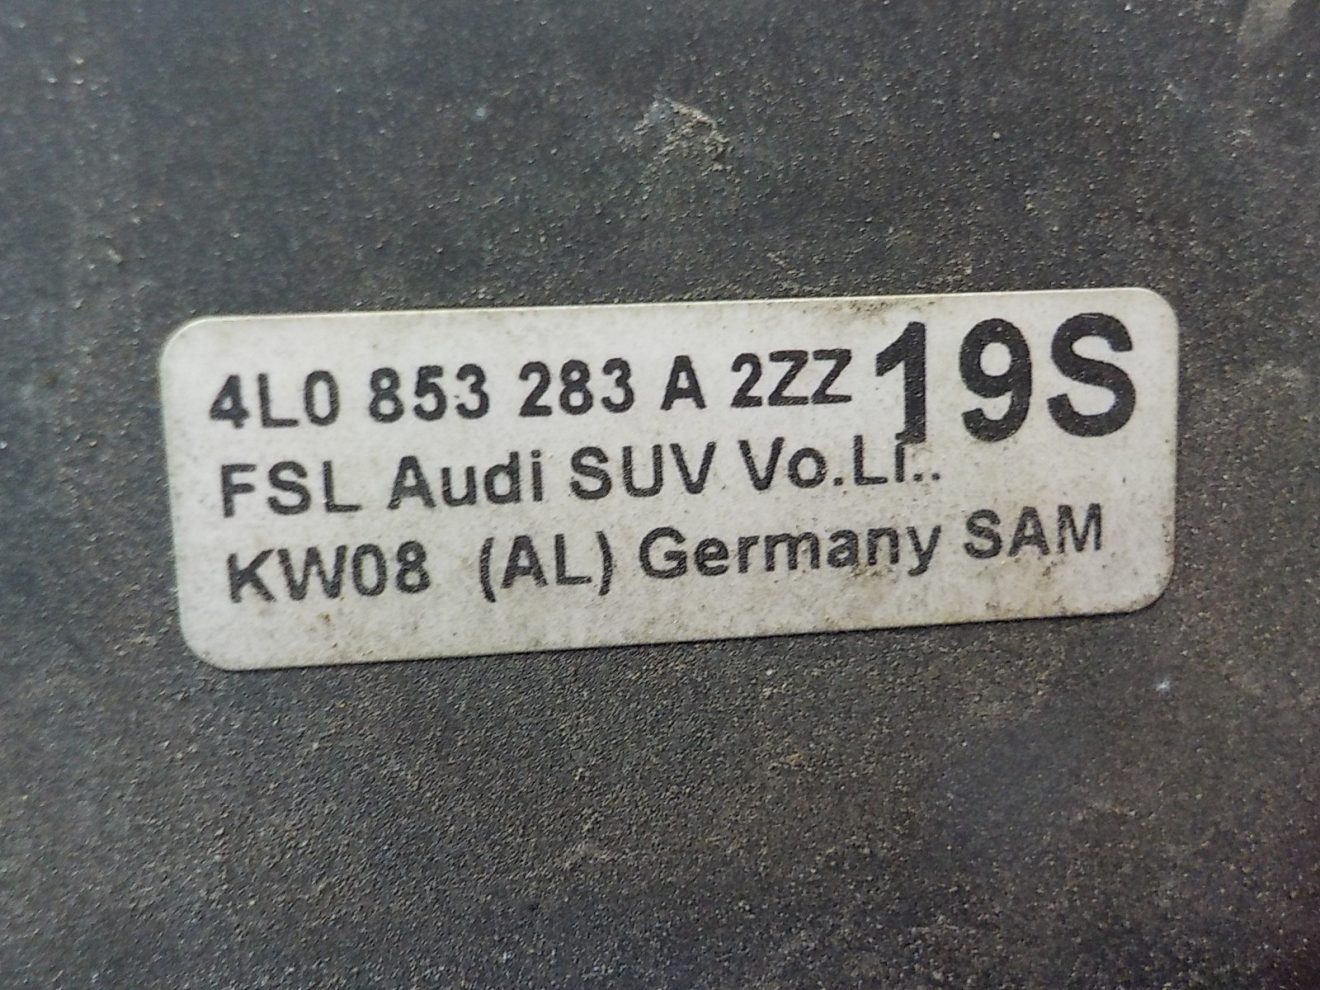 4L0 853 283 A 2ZZ 19S
FSL Audi SUV Vo.Li..
KW08 (AL) Germany SAM